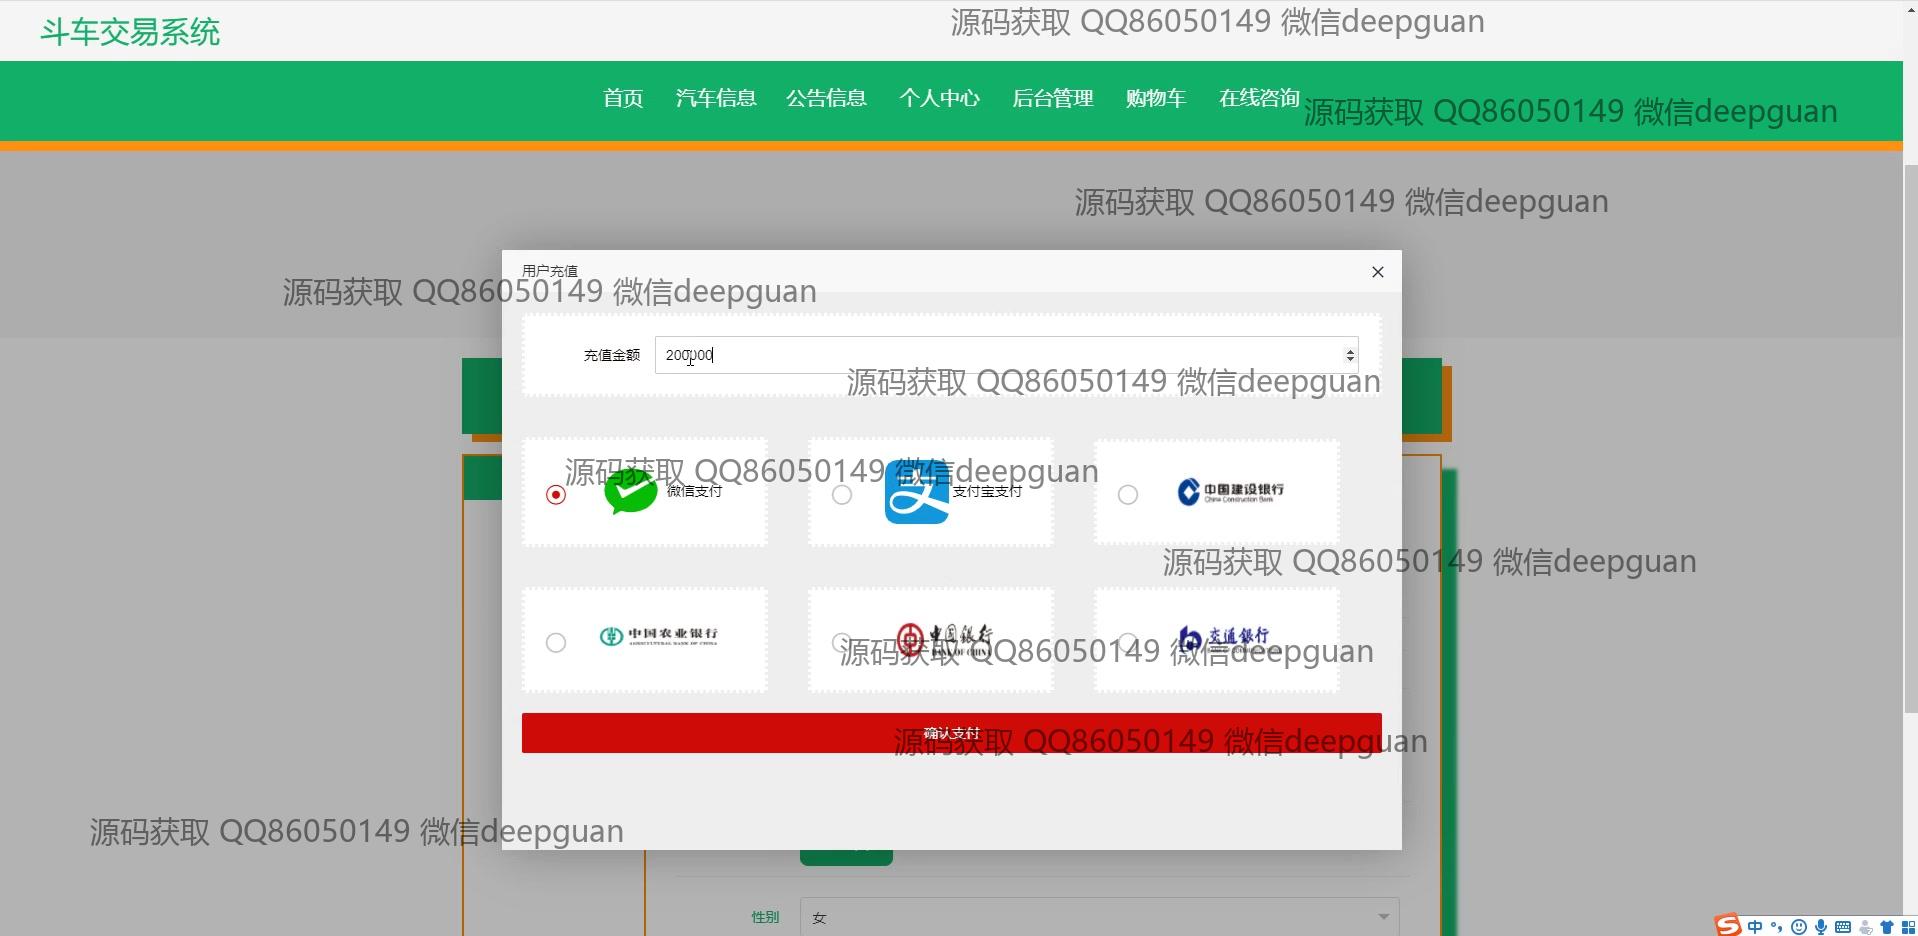 斗车交易系统
源码获取 QQ86050149 微信deepguan
首页 汽车信息 公告信息 个人中心 后台管理 购物车 在线咨询
源码获取 QQ86050149 微信deepguan
源码获取 QQ86050149 微信deepguan
用户充值
源码获取 QQ86050149 微信deepguan
充值金额 200000
源码获取 QQ86050149 微信deepguan
源码获取 QQ86050149 微信deepguan
微信支付 支付宝支付 中国建设银行
China Construction Bank
源码获取 QQ86050149 微信deepguan
中国农业银行 中国银行 交通银行
AGRICULTURAL BANK OF CHINA BANK OF CHINA
源码获取 QQ86050149 微信deepguan
确认支付
源码获取 QQ86050149 微信deepguan
源码获取 QQ86050149 微信deepguan
性别 女
中